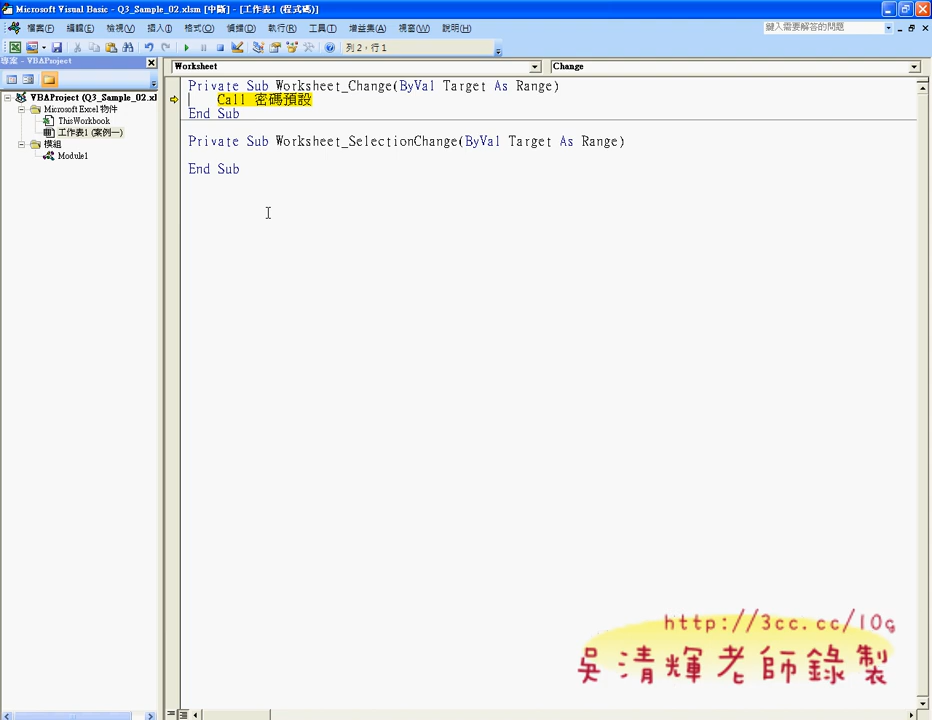 Microsoft Visual Basic - Q3_Sample_02.xlsm [中斷] - [工作表1 (程式碼)]
檔案(F) 編輯(E) 檢視(V) 插入(I) 格式(O) 偵錯(D) 執行(R) 工具(T) 增益集(A) 視窗(W) 說明(H)
鍵入需要解答的問題
列 2，行 1
專案 - VBAProject
Worksheet
Change
VBAProject (Q3_Sample_02.xl
Microsoft Excel 物件
ThisWorkbook
工作表1 (案例一)
模組
Module1
Private Sub Worksheet_Change(ByVal Target As Range)
Call 密碼預設
End Sub
Private Sub Worksheet_SelectionChange(ByVal Target As Range)
End Sub
http://3cc.cc/10g
吳清輝老師錄製